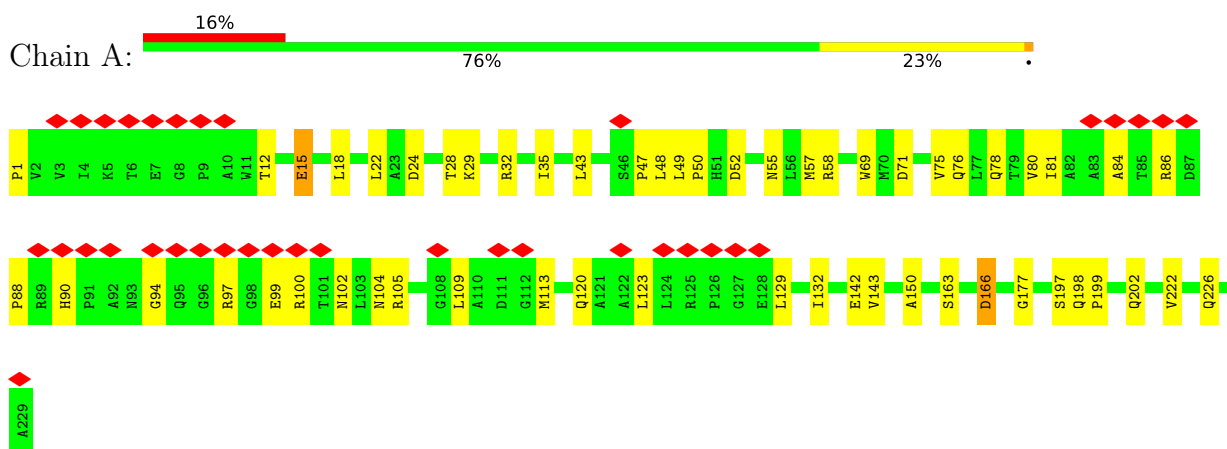 16%
Chain A:
76% 23% •
P1 V2 V3 I4 K5 T6 E7 G8 P9 A10 W11 T12 E15 L18 L22 A23 D24 T28 K29 R32 I35 L43 S46 P47 L48 L49 P50 H51 D52 N55 L56 M57 R58 W69 M70 D71 V75 Q76 L77 Q78 T79 V80 I81 A82 A83 A84 T85 R86 D87
P88 R89 H90 P91 A92 N93 G94 Q95 G96 R97 G98 E99 R100 T101 N102 L103 N104 R105 G108 L109 A110 D111 G112 M113 Q120 A121 A122 L123 L124 R125 P126 G127 E128 L129 I132 E142 V143 A150 S163 D166 G177 S197 Q198 P199 Q202 V222 Q226
A229